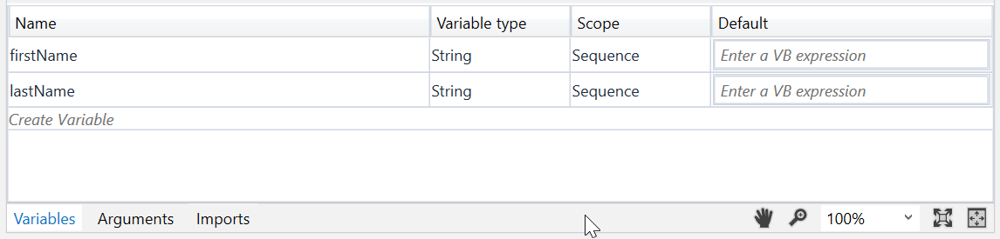 Name Variable type Scope Default
firstName String Sequence Enter a VB expression
lastName String Sequence Enter a VB expression
Create Variable
Variables Arguments Imports 100%